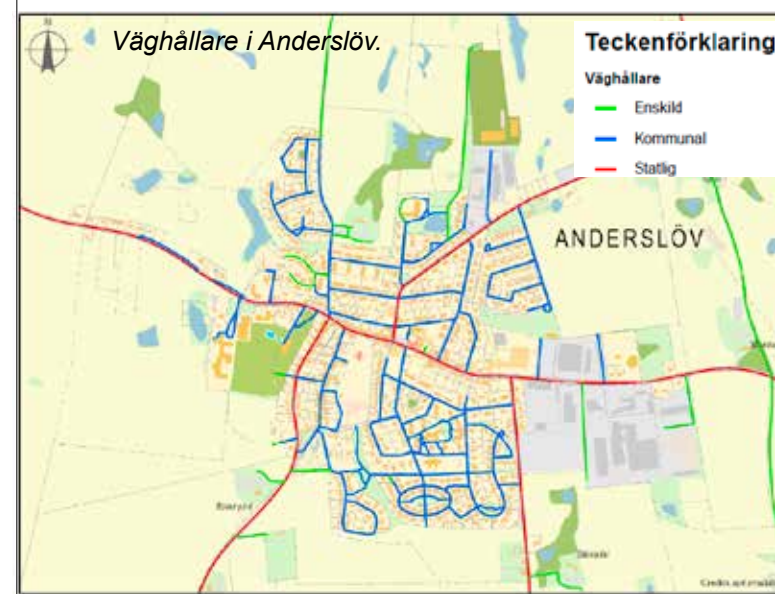 N
Väghållare i Anderslöv.
Teckenförklaring
Väghållare
Enskild
Kommunal
Statlig
ANDERSLÖV